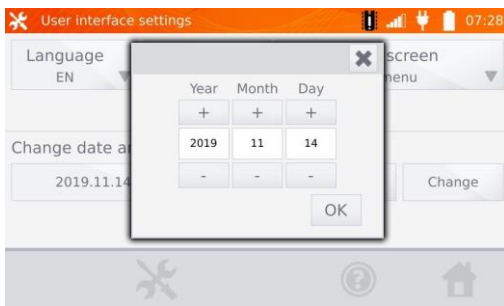 User interface settings 07:28
Language screen
EN enu
Year Month Day
+ + +
Change date a
2019 11 14
2019.11.14 - - - Change
OK